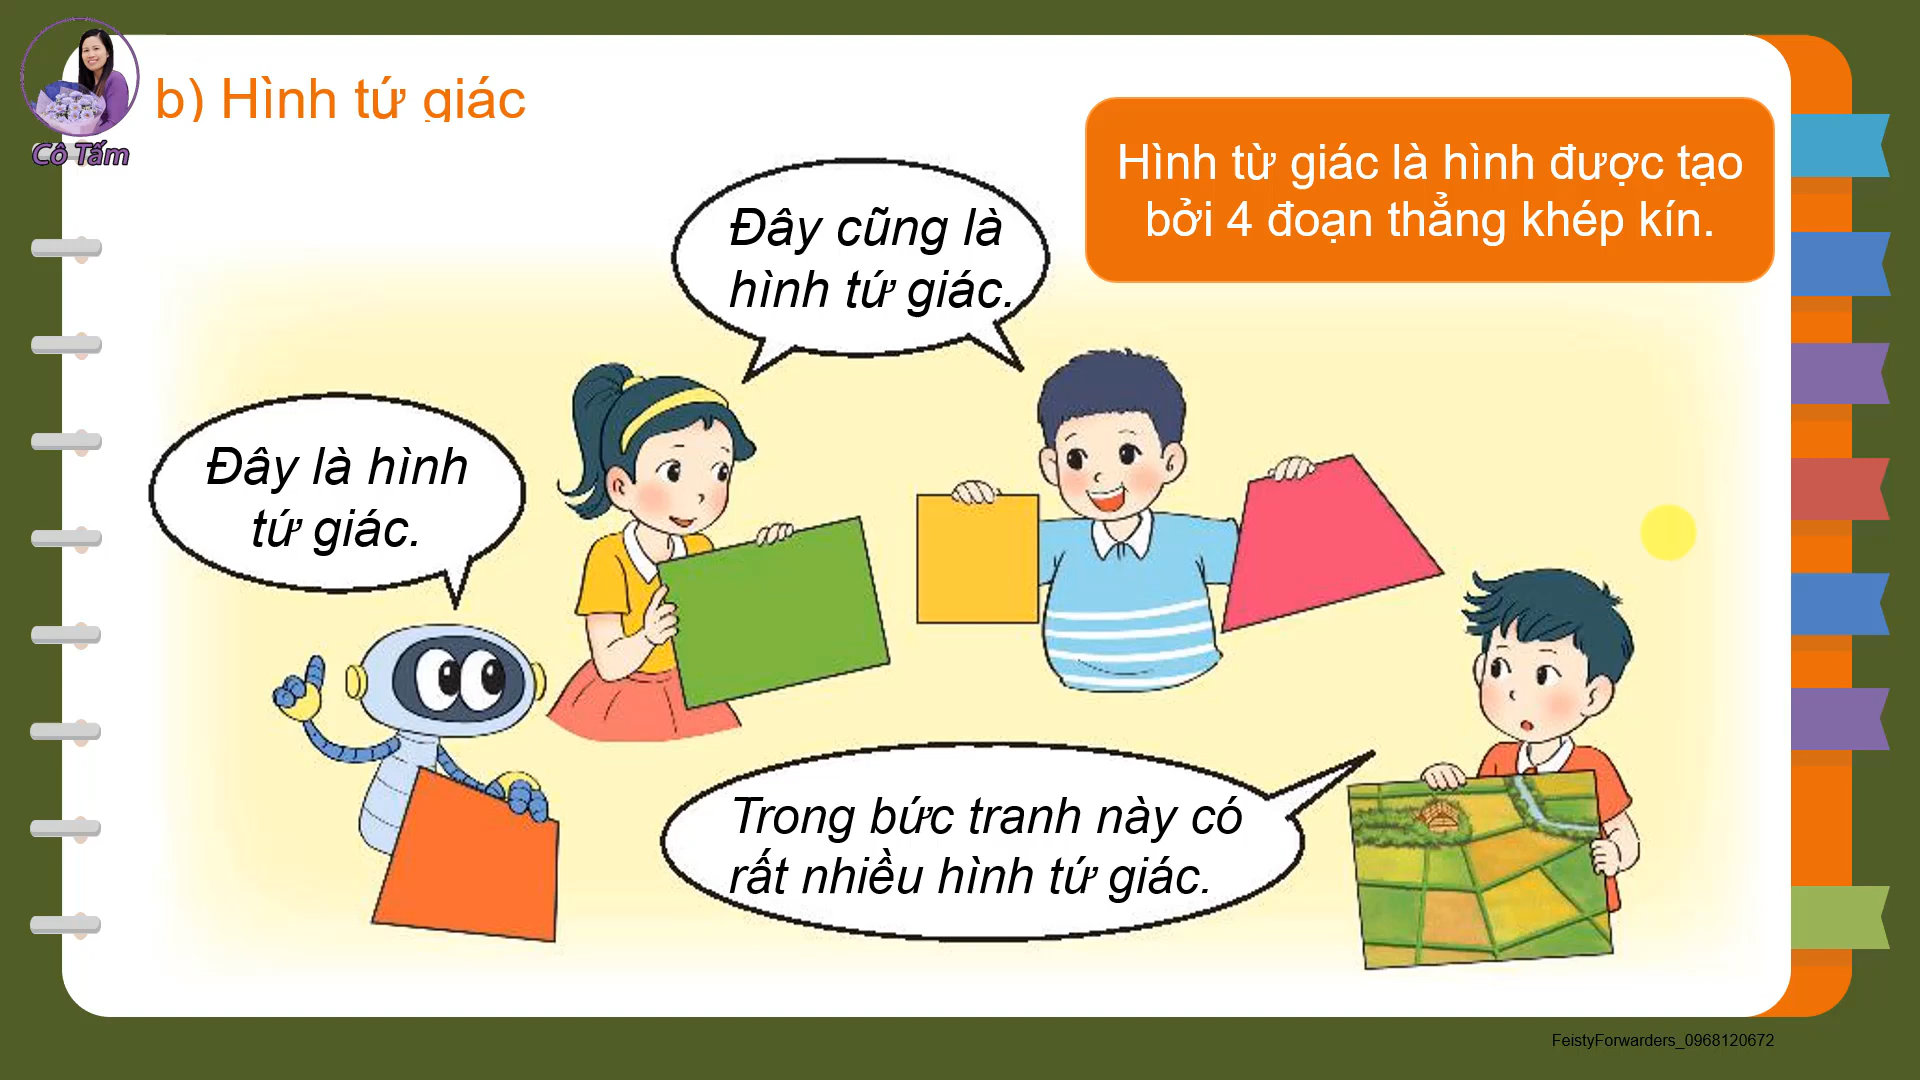 b) Hình tứ giác
Cô Tấm
Hình từ giác là hình được tạo
bởi 4 đoạn thẳng khép kín.
Đây cũng là
hình tứ giác.
Đây là hình
tứ giác.
Trong bức tranh này có
rất nhiều hình tứ giác.
FeistyForwarders_0968120672